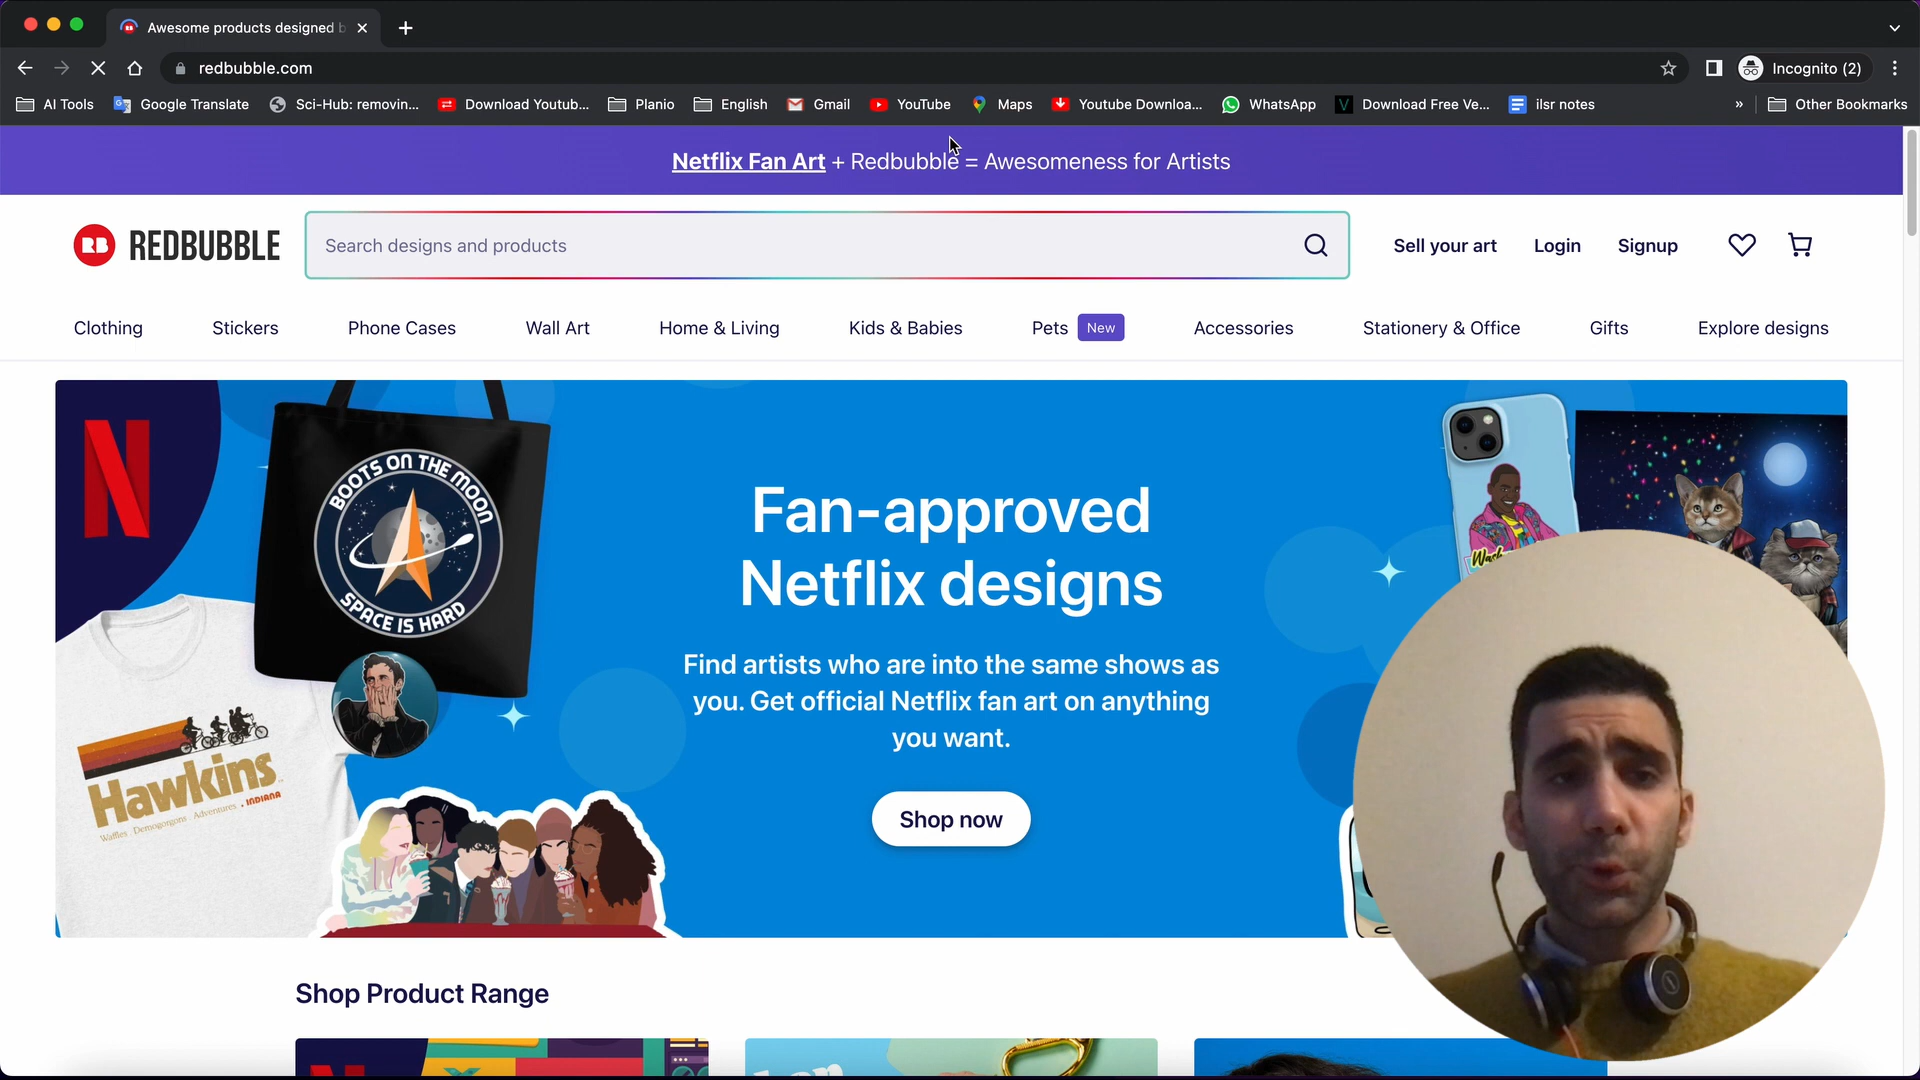 Awesome products designed b
redbubble.com
Incognito (2)
AI Tools
Google Translate
Sci-Hub: removin...
Download Youtub...
Planio
English
Gmail
YouTube
Maps
Youtube Downloa...
WhatsApp
Download Free Ve...
ilsr notes
»
Other Bookmarks
Netflix Fan Art + Redbubble = Awesomeness for Artists
RB REDBUBBLE
Search designs and products
Sell your art
Login
Signup
Clothing
Stickers
Phone Cases
Wall Art
Home & Living
Kids & Babies
Pets New
Accessories
Stationery & Office
Gifts
Explore designs
N
BOOTS ON THE MOON
SPACE IS HARD
Hawkins
Waffles . Demogorgons . Adventures . INDIANA
Fan-approved
Netflix designs
Find artists who are into the same shows as
you. Get official Netflix fan art on anything
you want.
Shop now
Shop Product Range